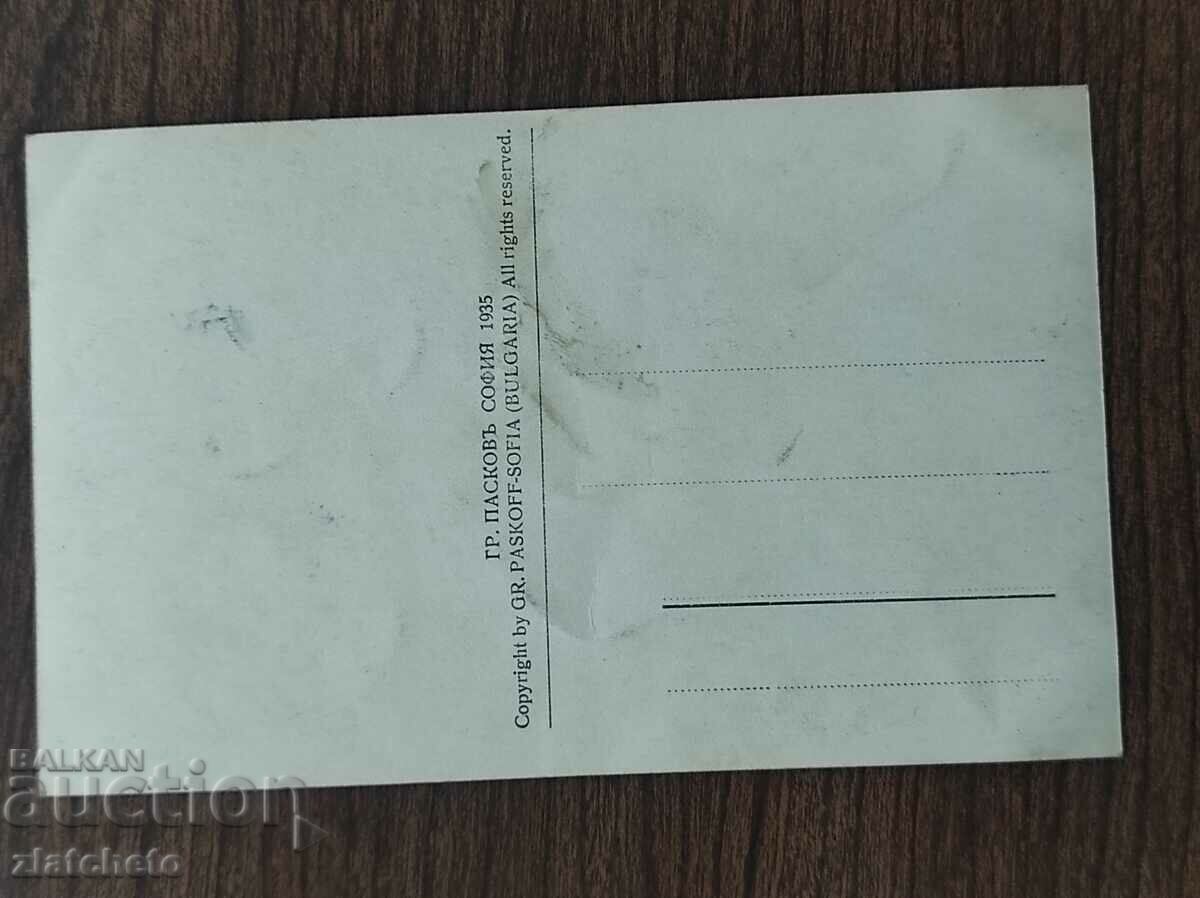 ГР. ПАСКОВЪ СОФИЯ 1935
Copyright by GR. PASKOFF-SOFIA (BULGARIA) All rights reserved.
BALKAN
auction
zlatcheto